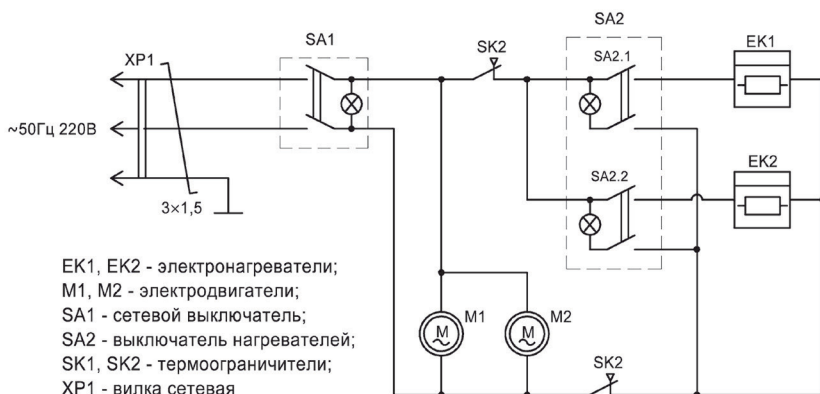 SA2
SA1
XP1
SK2
SA2.1
EK1
~50Гц 220В
EK2
SA2.2
3×1,5
EK1, EK2 - электронагреватели;
M1, M2 - электродвигатели;
SA1 - сетевой выключатель;
SA2 - выключатель нагревателей;
SK1, SK2 - термоограничители;
XP1 - вилка сетевая
M
M1
M
M2
SK2